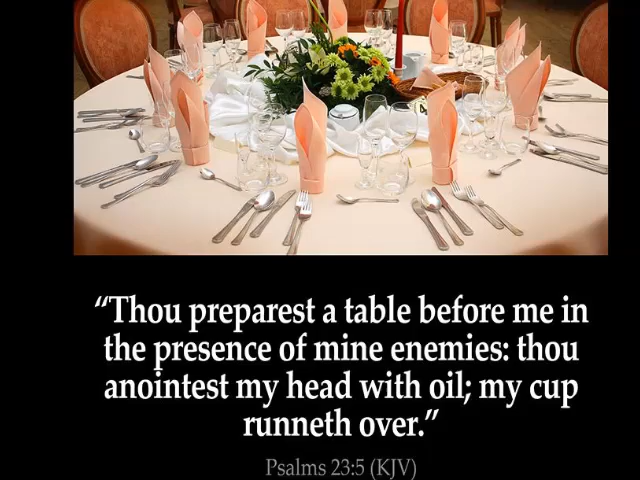 “Thou preparest a table before me in
the presence of mine enemies: thou
anointest my head with oil; my cup
runneth over.”
Psalms 23:5 (KJV)